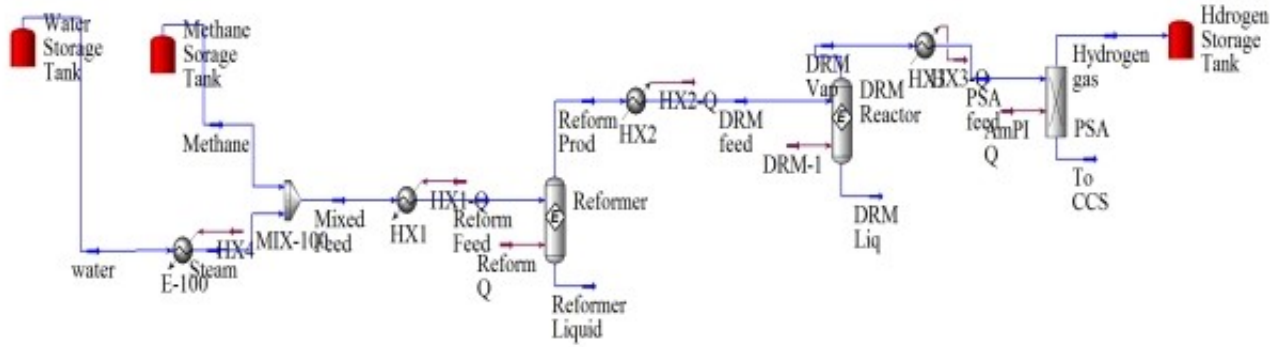 Water
Storage
Tank
Methane
Sorage
Tank
Methane
water
E-100
Steam
HX4
MIX-100
Mixed
Feed
HX1
HX1-Q
Reform
Feed
Reform
Q
Reformer
Reformer
Liquid
Reform
Prod
HX2
HX2-Q
DRM
feed
DRM-1
DRM
Vap
DRM
Reactor
E
E
DRM
Liq
HX3
HX3-Q
PSA
feed
AmPI
Q
PSA
Hydrogen
gas
To
CCS
Hdrogen
Storage
Tank